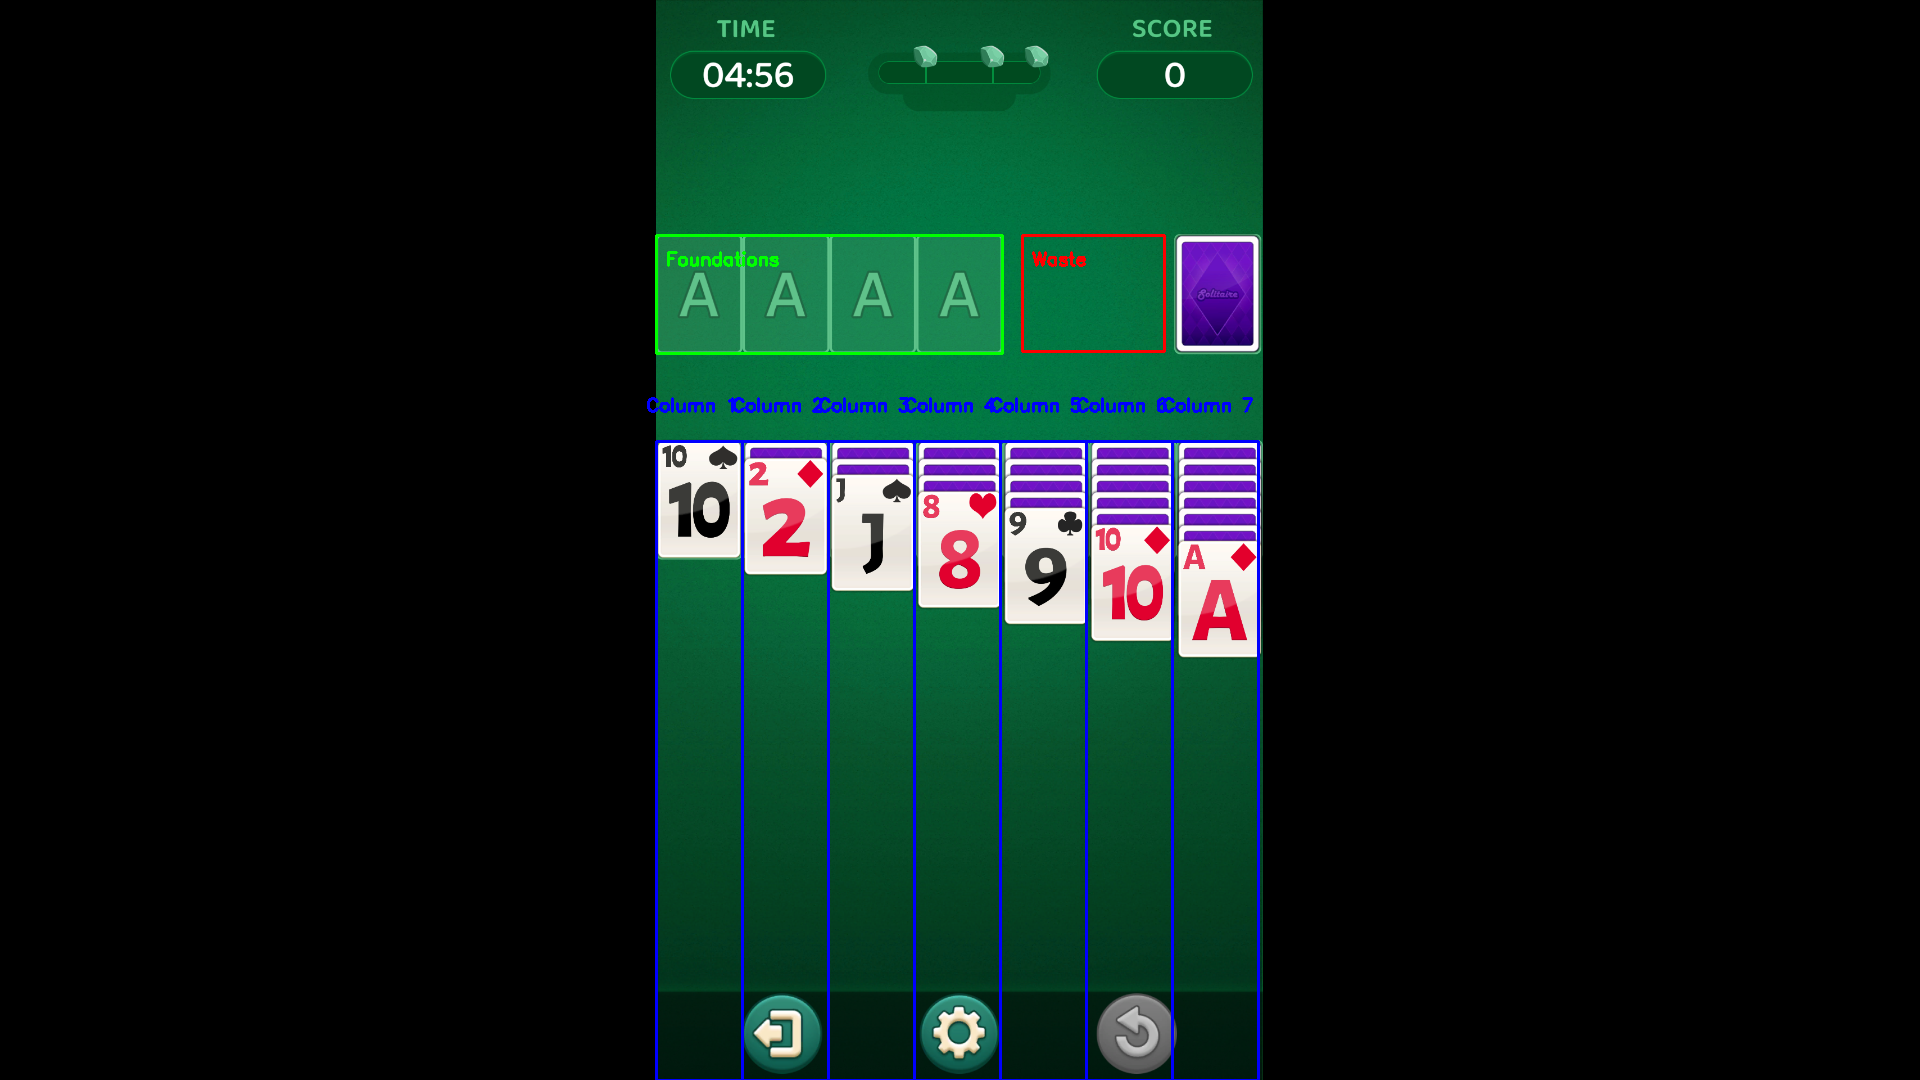 TIME
SCORE
04:56
0
Foundations
Waste
A A A A
Solitaire
Column 1 Column 2 Column 3 Column 4 Column 5 Column 6 Column 7
10
10
2
2
J
J
8
8
9
9
10
10
A
A